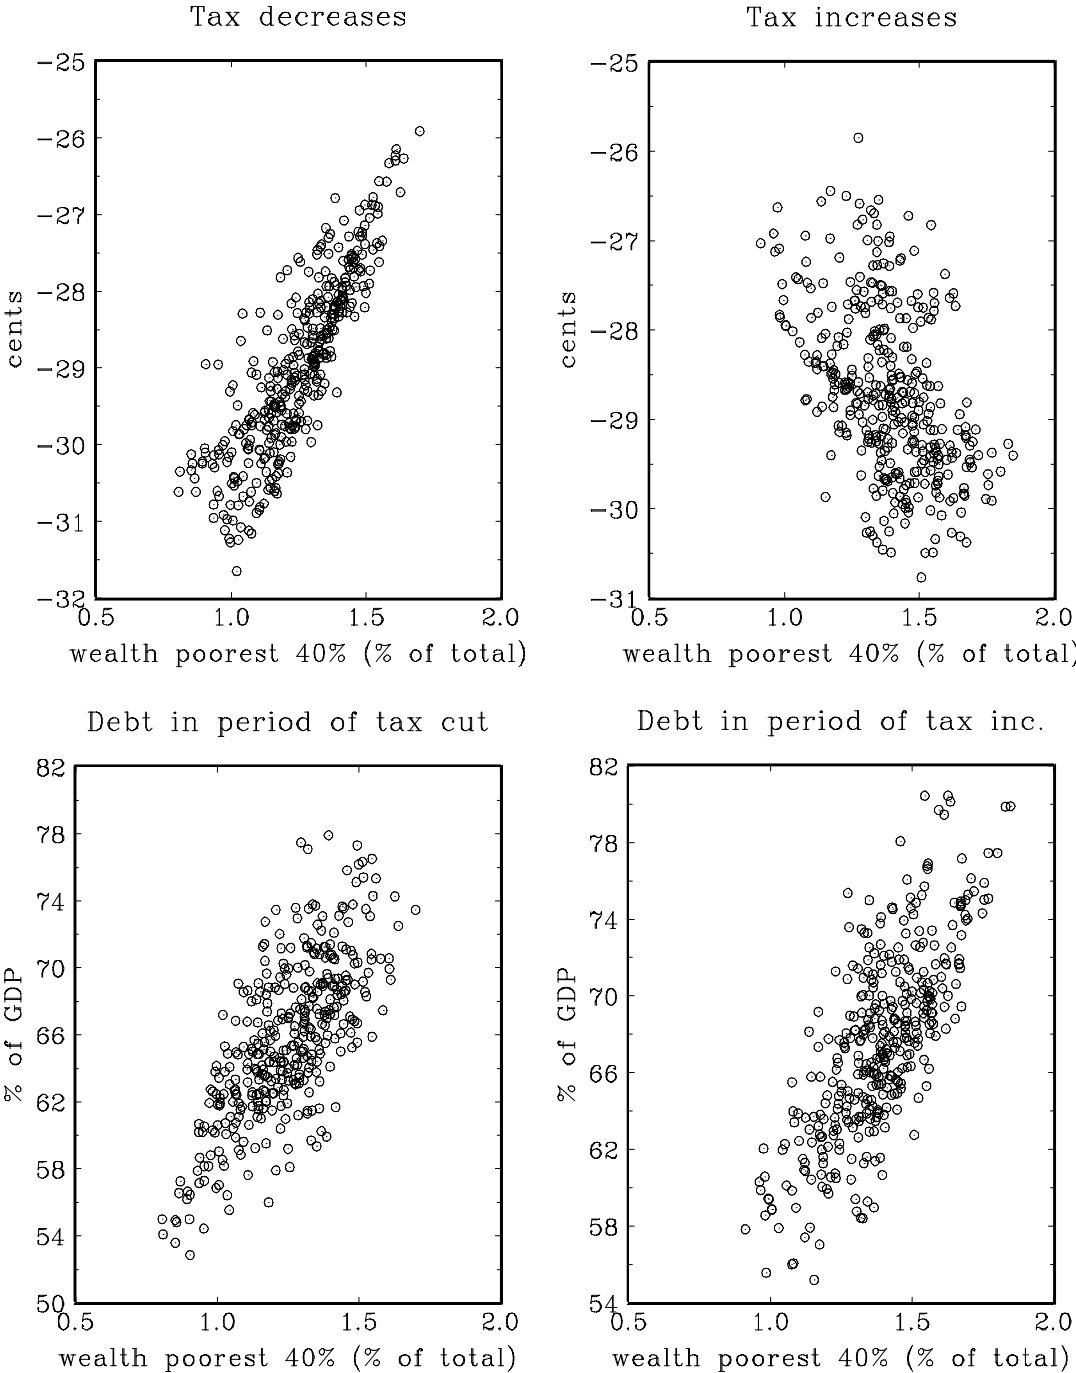 Tax decreases
−25
−26
−27
−28
−29
−30
−31
−32
cents
0.5 1.0 1.5 2.0
wealth poorest 40% (% of total)
Tax increases
−25
−26
−27
−28
−29
−30
−31
cents
0.5 1.0 1.5 2.0
wealth poorest 40% (% of total)
Debt in period of tax cut
82
78
74
70
66
62
58
54
50
% of GDP
0.5 1.0 1.5 2.0
wealth poorest 40% (% of total)
Debt in period of tax inc.
82
78
74
70
66
62
58
54
% of GDP
0.5 1.0 1.5 2.0
wealth poorest 40% (% of total)